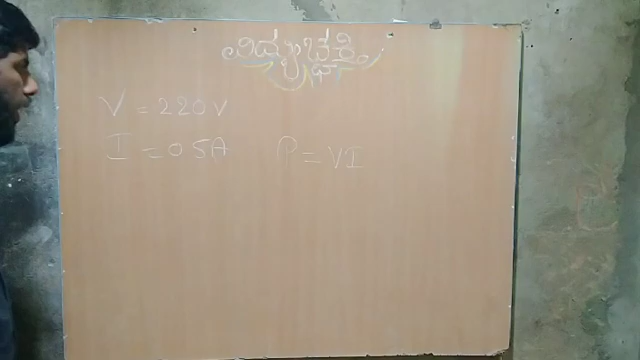 ವಿದ್ಯುಚ್ಛಕ್ತಿ
V = 220 V
I = 0 5A P = VI